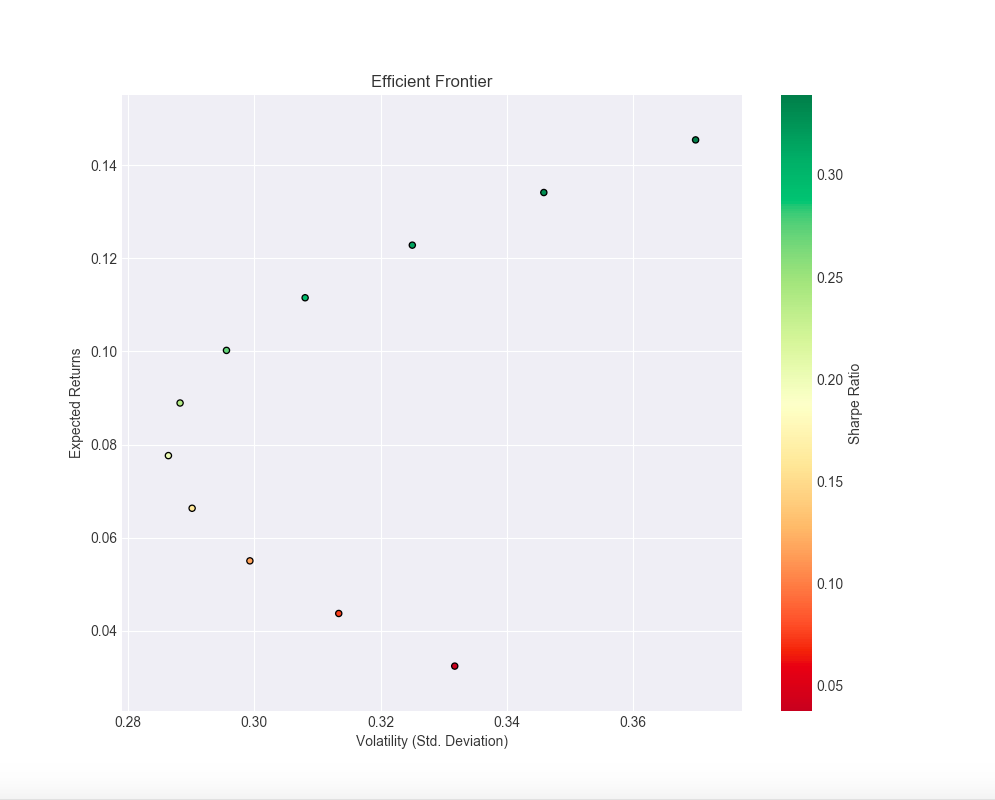 Efficient Frontier
0.14
0.12
0.10
0.08
0.06
0.04
Expected Returns
0.28 0.30 0.32 0.34 0.36
Volatility (Std. Deviation)
0.30
0.25
0.20
0.15
0.10
0.05
Sharpe Ratio